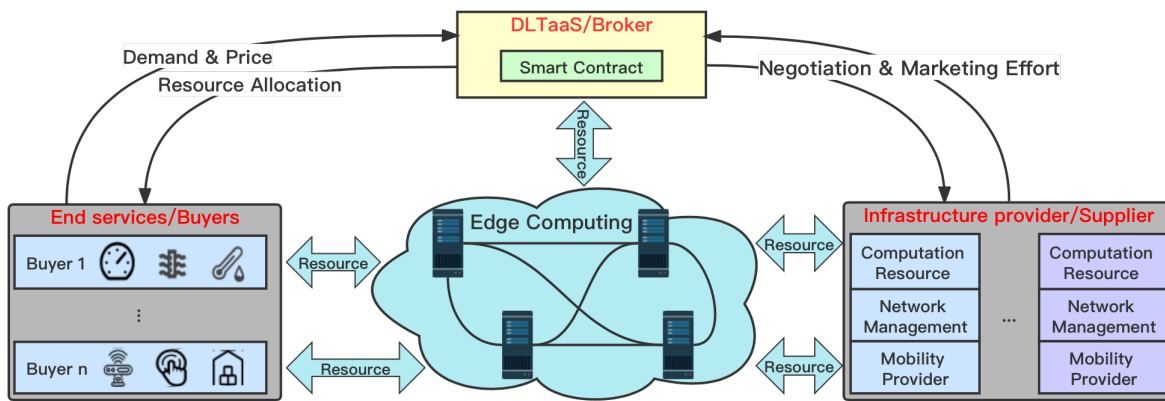 DLTaaS/Broker
Smart Contract
Demand & Price
Resource Allocation
Negotiation & Marketing Effort
Resource
End services/Buyers
Buyer 1
...
Buyer n
Resource
Resource
Edge Computing
Resource
Resource
Infrastructure provider/Supplier
Computation
Resource
Network
Management
Mobility
Provider
...
Computation
Resource
Network
Management
Mobility
Provider